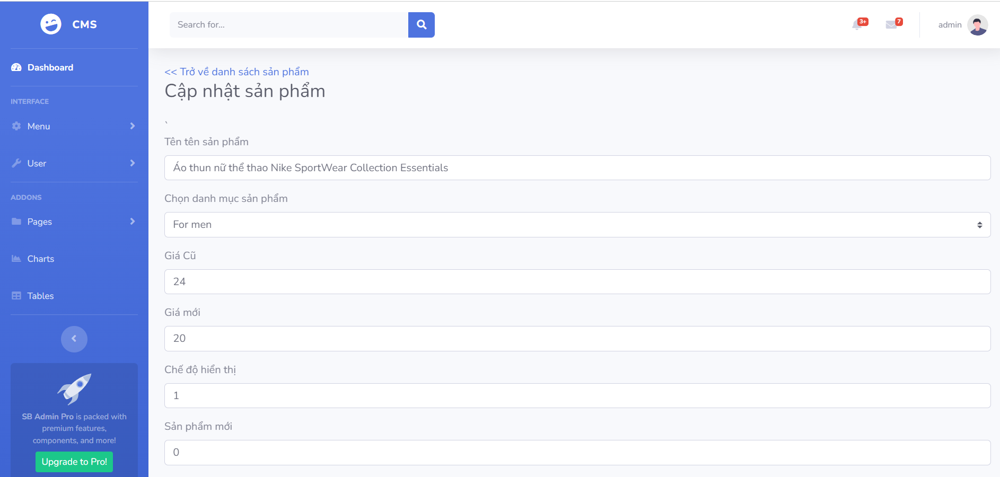 CMS
Search for...
3+
7
admin
Dashboard
INTERFACE
Menu
User
ADDONS
Pages
Charts
Tables
SB Admin Pro is packed with
premium features,
components, and more!
Upgrade to Pro!
<< Trở về danh sách sản phẩm
Cập nhật sản phẩm
`
Tên tên sản phẩm
Áo thun nữ thể thao Nike SportWear Collection Essentials
Chọn danh mục sản phẩm
For men
Giá Cũ
24
Giá mới
20
Chế độ hiển thị
1
Sản phẩm mới
0